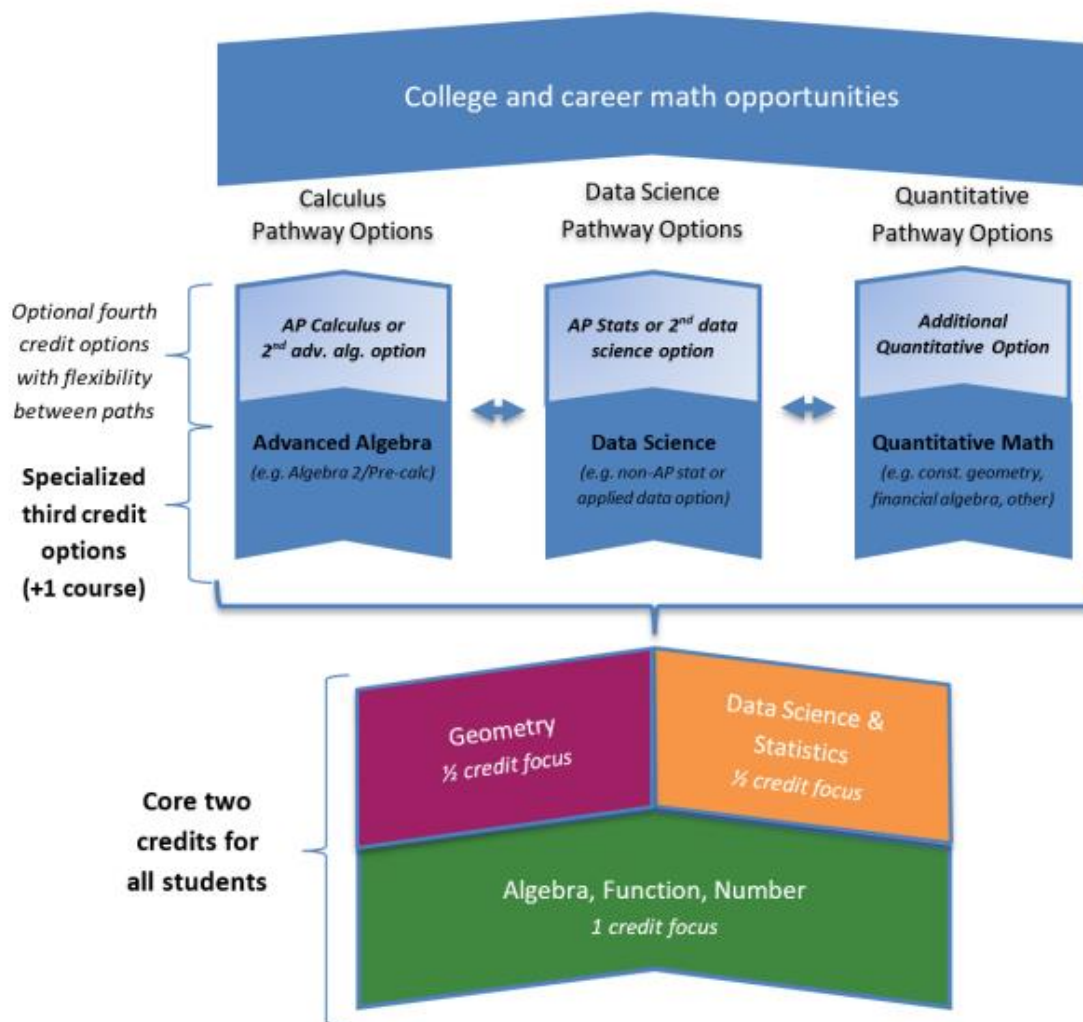 College and career math opportunities
Calculus
Pathway Options
Data Science
Pathway Options
Quantitative
Pathway Options
Optional fourth
credit options
with flexibility
between paths
AP Calculus or
2nd adv. alg. option
AP Stats or 2nd data
science option
Additional
Quantitative Option
Specialized
third credit
options
(+1 course)
Advanced Algebra
(e.g. Algebra 2/Pre-calc)
Data Science
(e.g. non-AP stat or
applied data option)
Quantitative Math
(e.g. const. geometry,
financial algebra, other)
Core two
credits for
all students
Geometry
½ credit focus
Data Science &
Statistics
½ credit focus
Algebra, Function, Number
1 credit focus